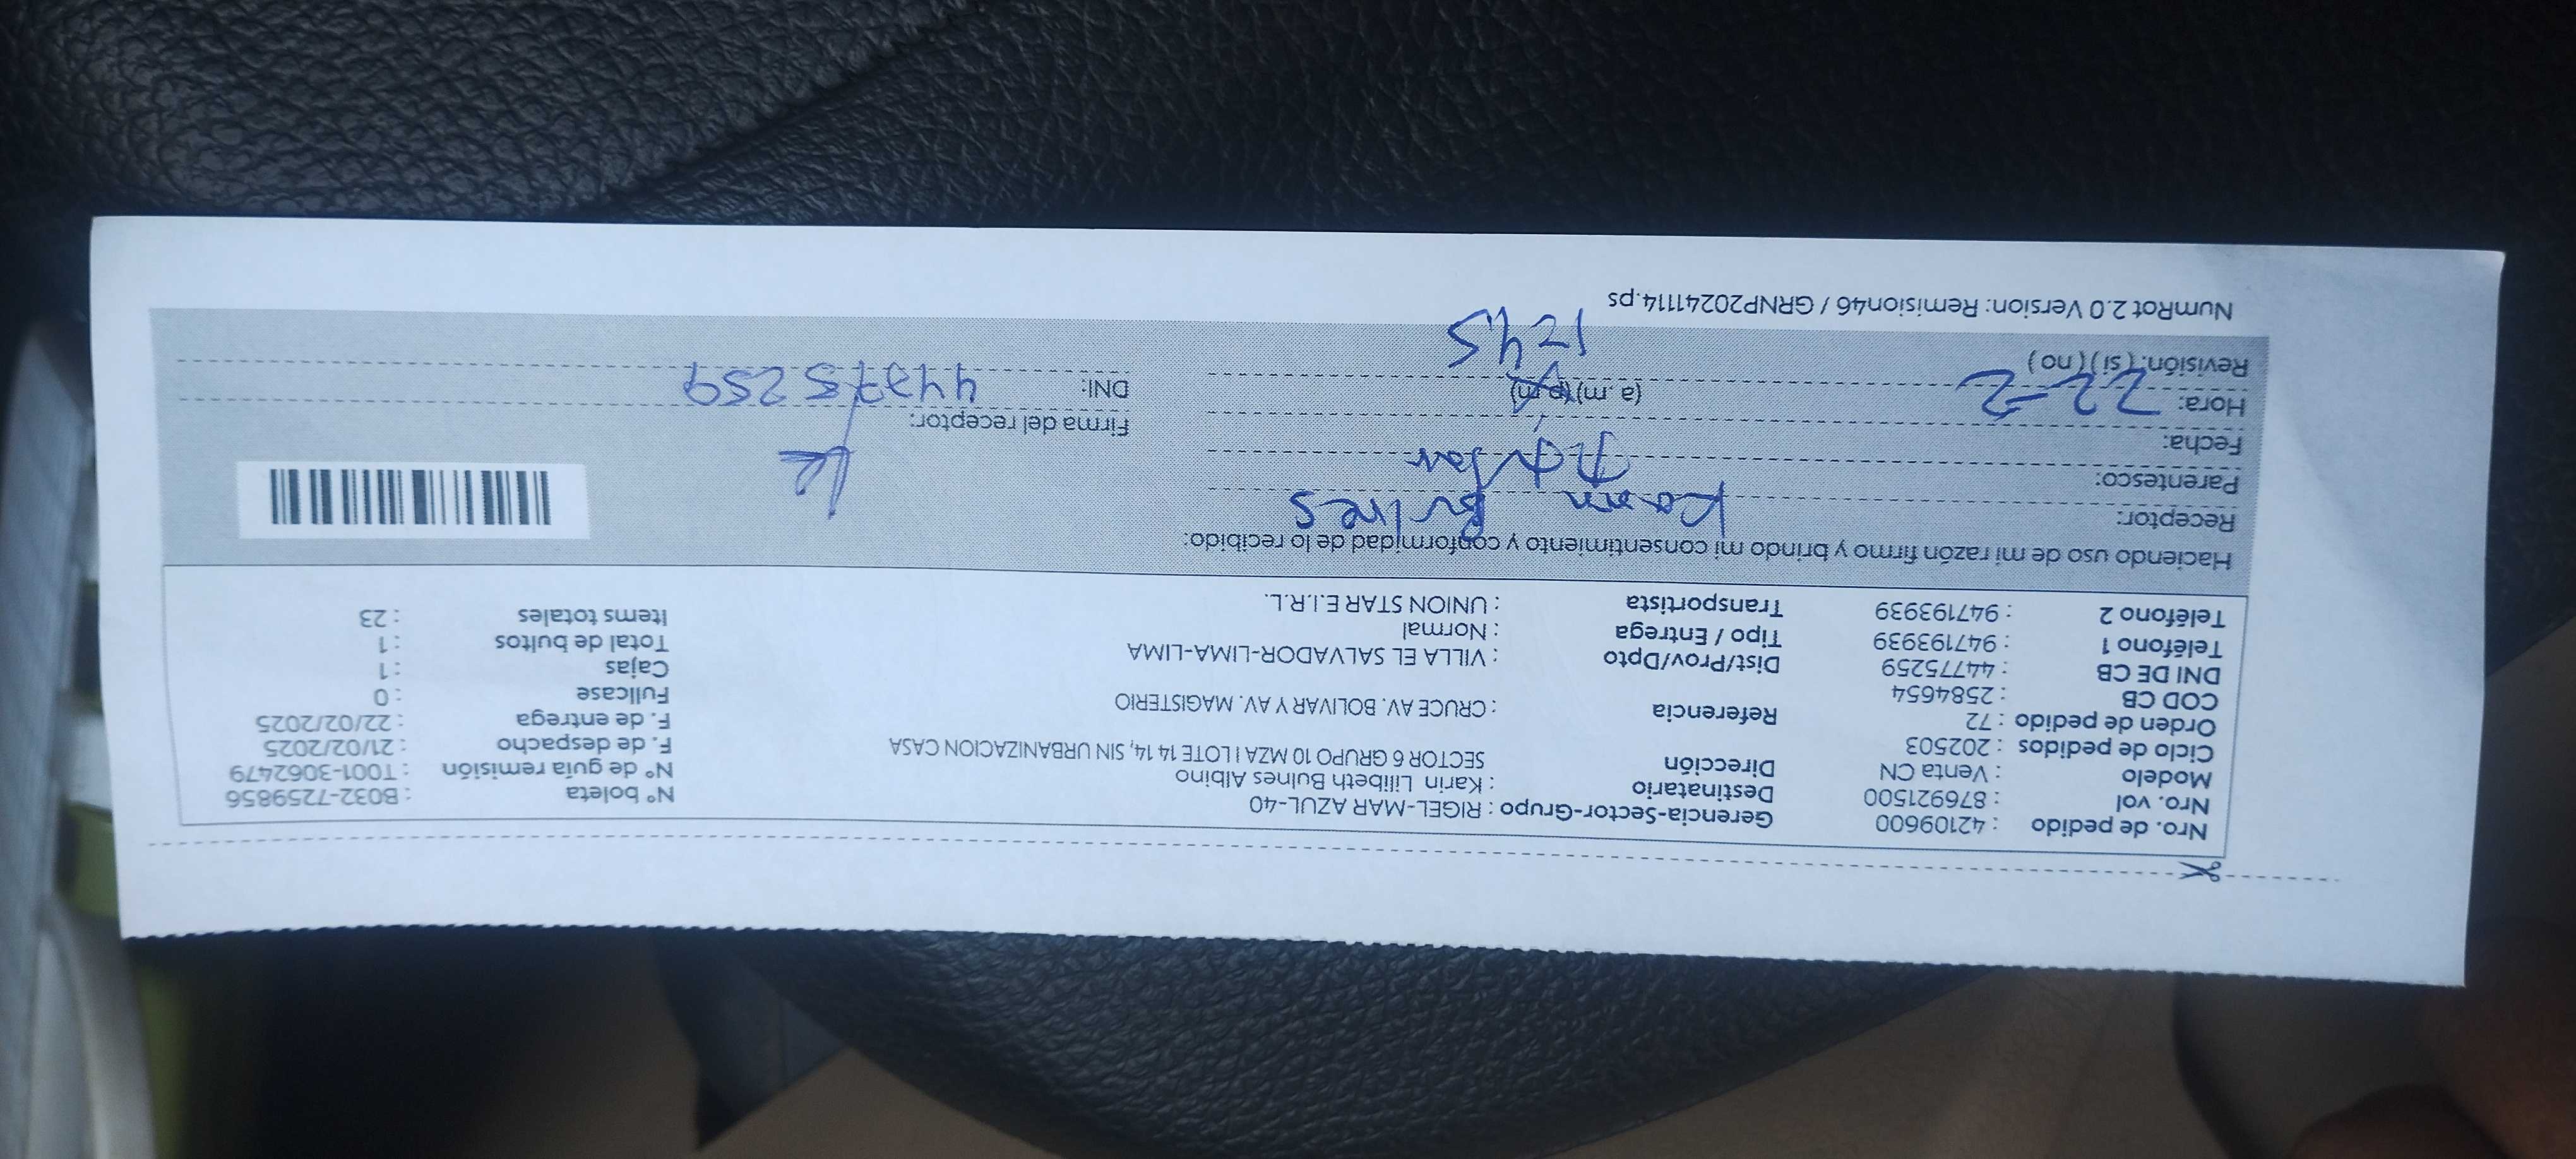 Nro. de pedido : 42109600 Gerencia-Sector-Grupo : RIGEL-MAR AZUL-40 N° boleta : B032-7259856
Nro. vol : 876921500 Destinatario : Karin Lilibeth Bulnes Albino N° de guía remisión : T001-3062479
Modelo : Venta CN Dirección SECTOR 6 GRUPO 10 MZA I LOTE 14 14, SIN URBANIZACION CASA F. de despacho : 21/02/2025
Ciclo de pedidos : 202503 F. de entrega : 22/02/2025
Orden de pedido : 72 Referencia : CRUCE AV. BOLIVAR Y AV. MAGISTERIO Fullcase : 0
COD CB : 2584654 Cajas : 1
DNI DE CB : 44775259 Dist/Prov/Dpto : VILLA EL SALVADOR-LIMA-LIMA Total de bultos : 1
Teléfono 1 : 947193939 Tipo / Entrega : Normal Items totales : 23
Teléfono 2 : 947193939 Transportista : UNION STAR E.I.R.L.
Haciendo uso de mi razón firmo y brindo mi consentimiento y conformidad de lo recibido:
Receptor: Karin Bulnes
Parentesco:
Fecha: Firma del receptor:
Hora: 22-2 (a.m)(p.m) DNI: 44775259
Revisión: (si) (no) 12 45
NumRot 2.0 Version: Remision46 / GRNP20241114.ps